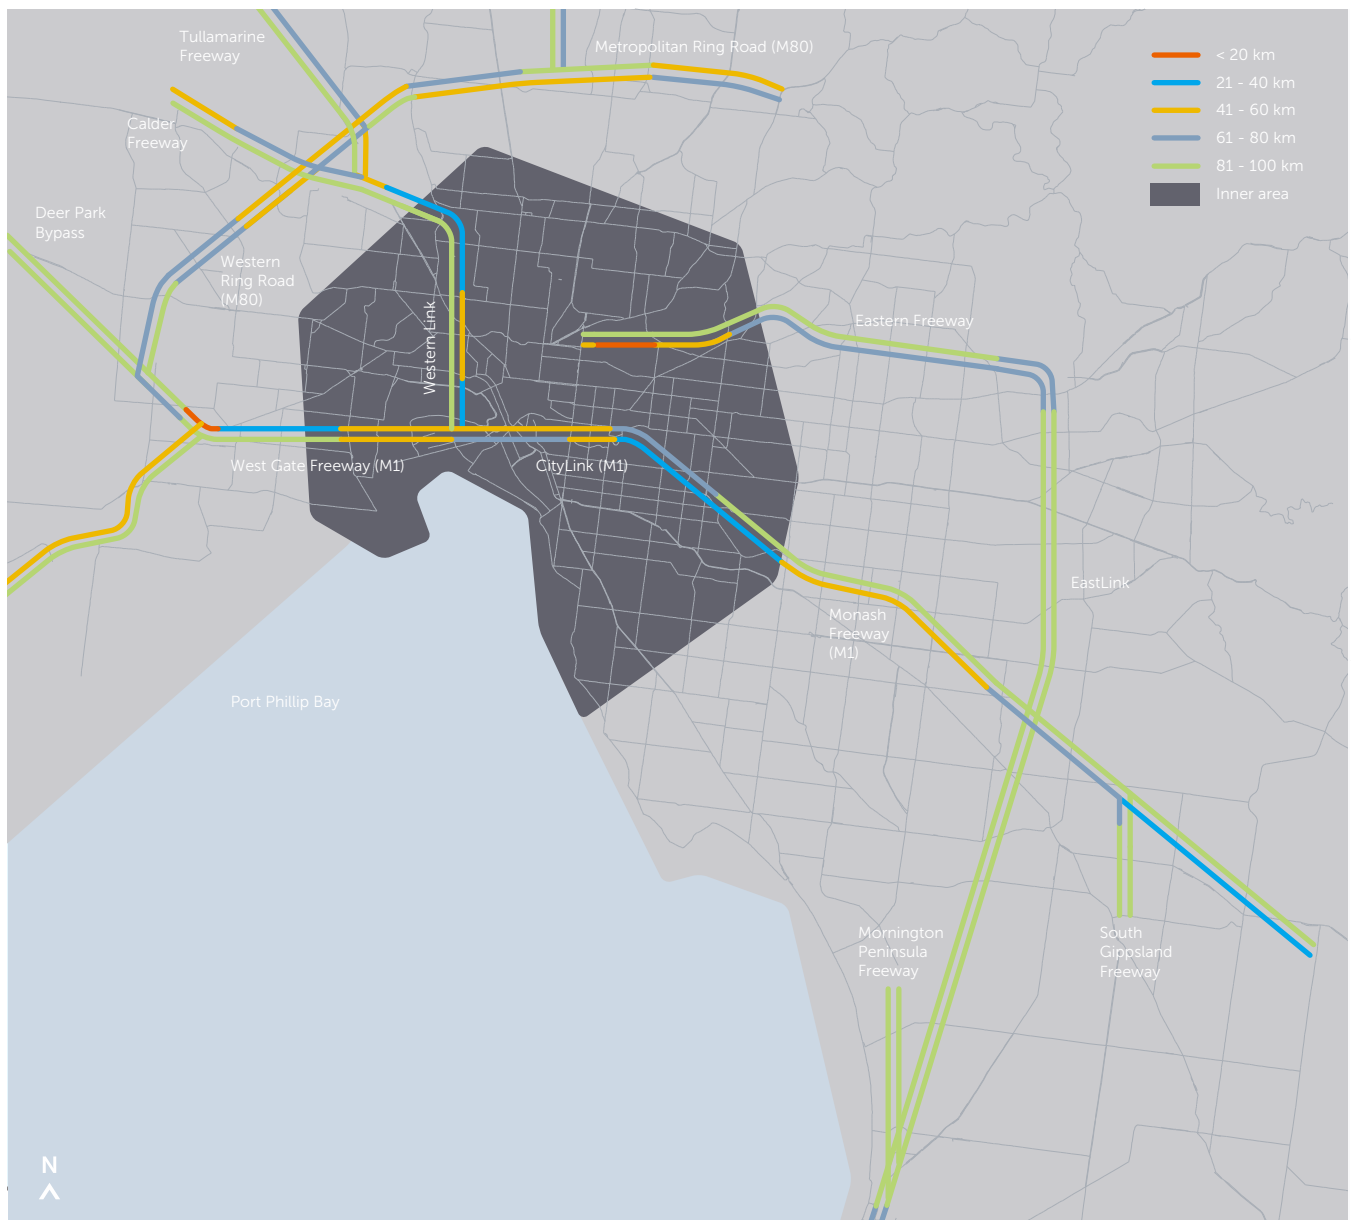 Tullamarine
Freeway
Metropolitan Ring Road (M80)
< 20 km
21 - 40 km
41 - 60 km
61 - 80 km
81 - 100 km
Inner area
Calder
Freeway
Deer Park
Bypass
Western
Ring Road
(M80)
Western Link
Eastern Freeway
West Gate Freeway (M1)
CityLink (M1)
EastLink
Monash
Freeway
(M1)
Port Phillip Bay
Mornington
Peninsula
Freeway
South
Gippsland
Freeway
N